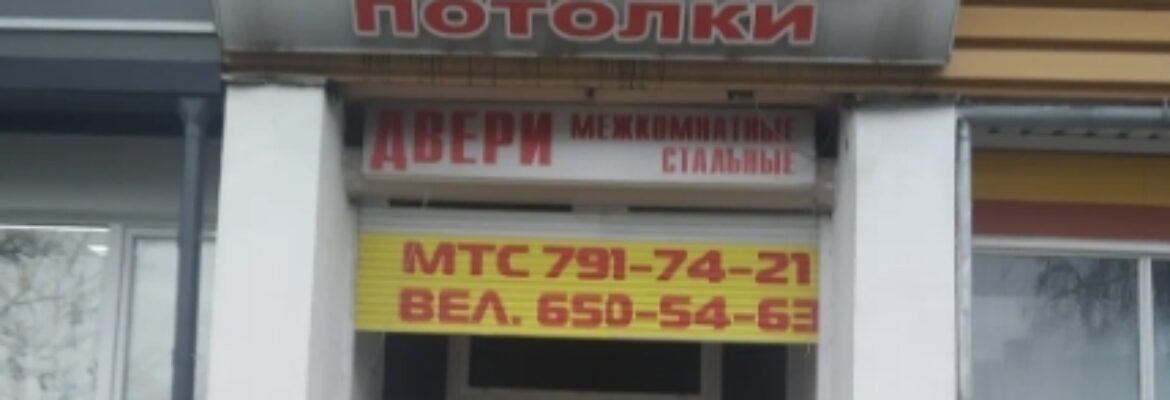 ПОТОЛКИ
ДВЕРИ МЕЖКОМНАТНЫЕ
СТАЛЬНЫЕ
МТС 791-74-21
ВЕЛ. 650-54-63